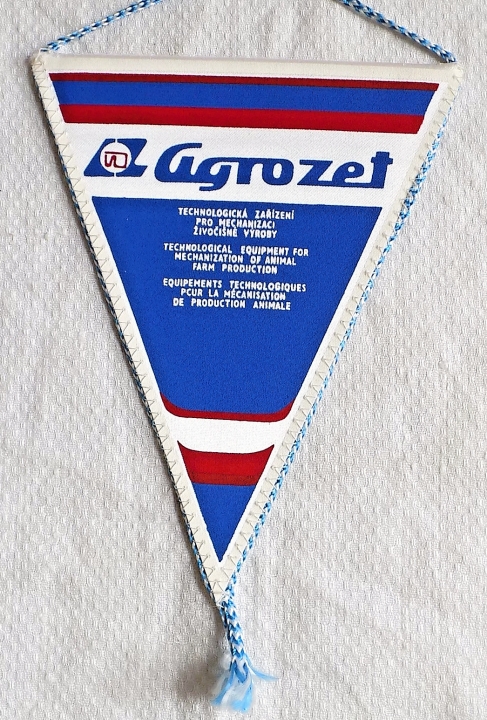 agrozet
TECHNOLOGICKÁ ZAŘÍZENÍ
PRO MECHANIZACI
ŽIVOČIŠNÉ VÝROBY
TECHNOLOGICAL EQUIPMENT FOR
MECHANIZATION OF ANIMAL
FARM PRODUCTION
EQUIPEMENTS TECHNOLOGIQUES
PCUR LA MÉCANISATION
DE PRODUCTION ANIMALE